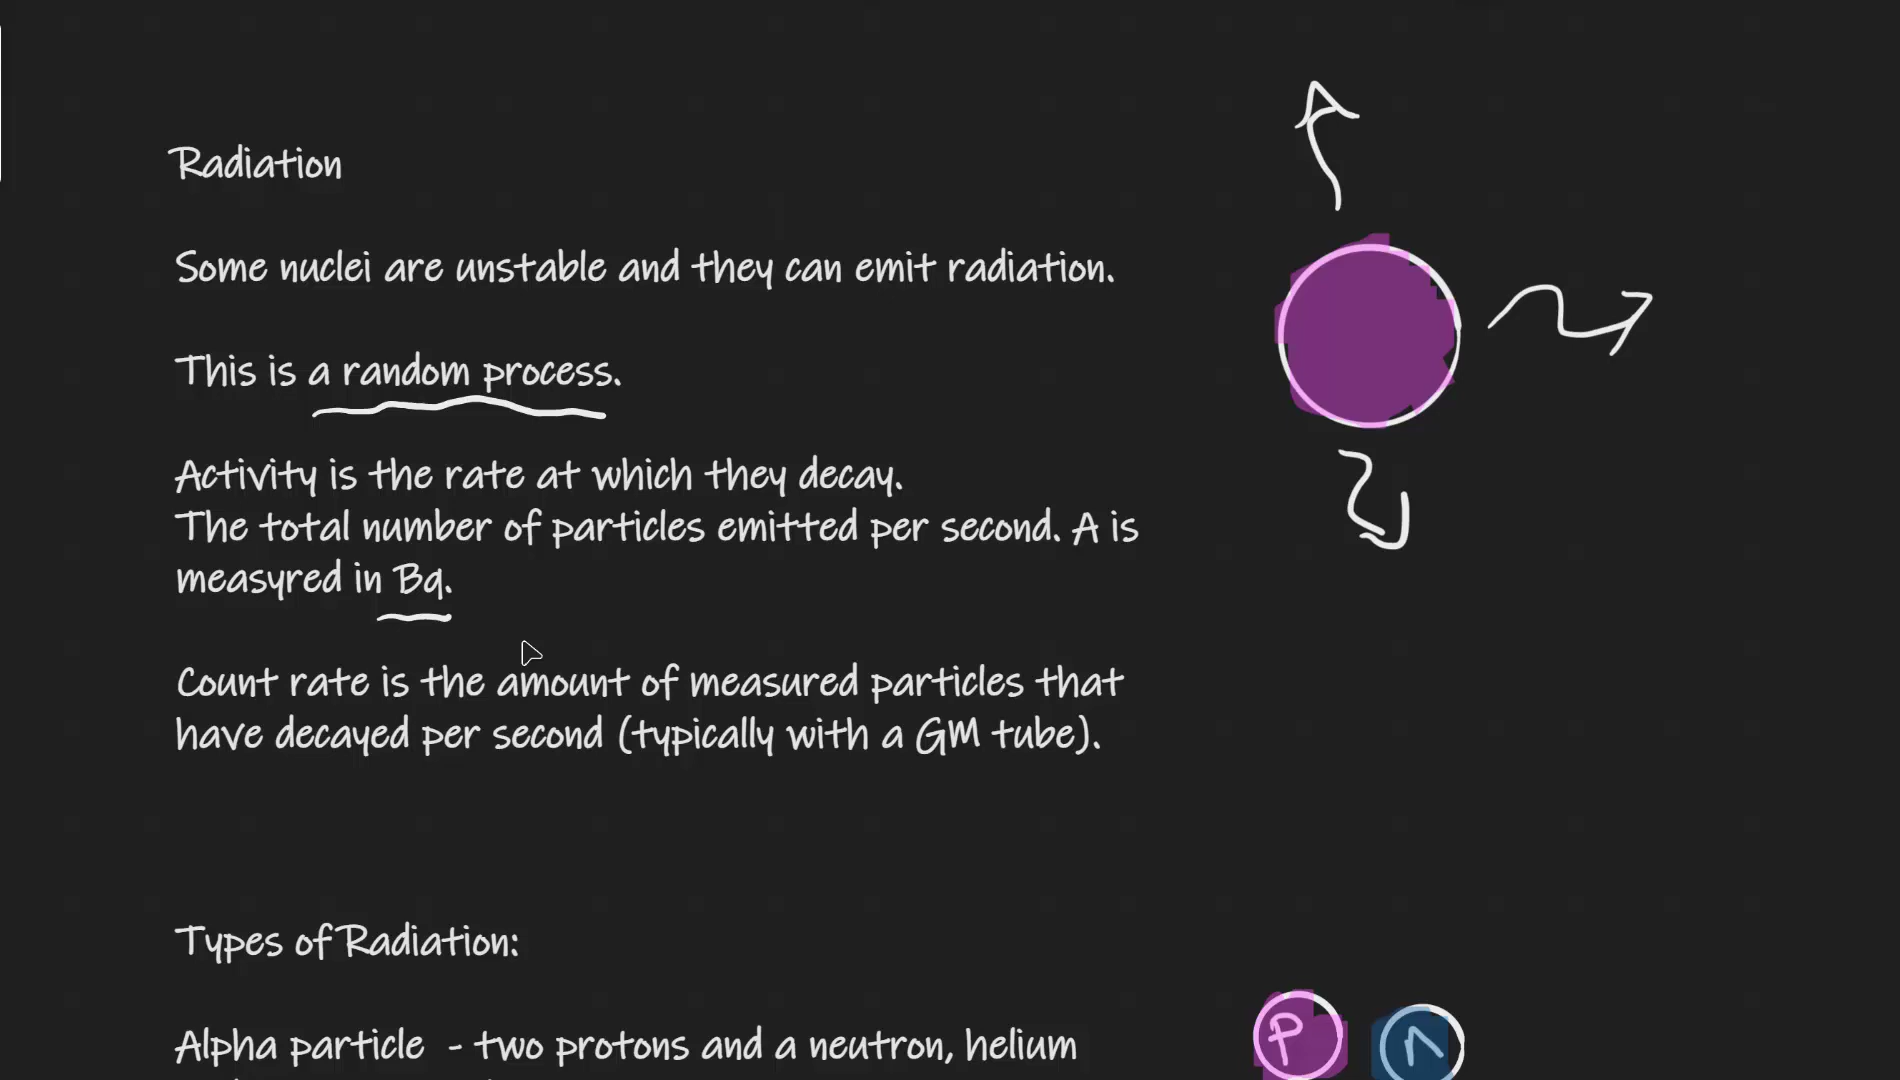 Radiation
Some nuclei are unstable and they can emit radiation.
This is a random process.
Activity is the rate at which they decay.
The total number of particles emitted per second. A is
measyred in Bq.
Count rate is the amount of measured particles that
have decayed per second (typically with a GM tube).
Types of Radiation:
Alpha particle - two protons and a neutron, helium
P
n